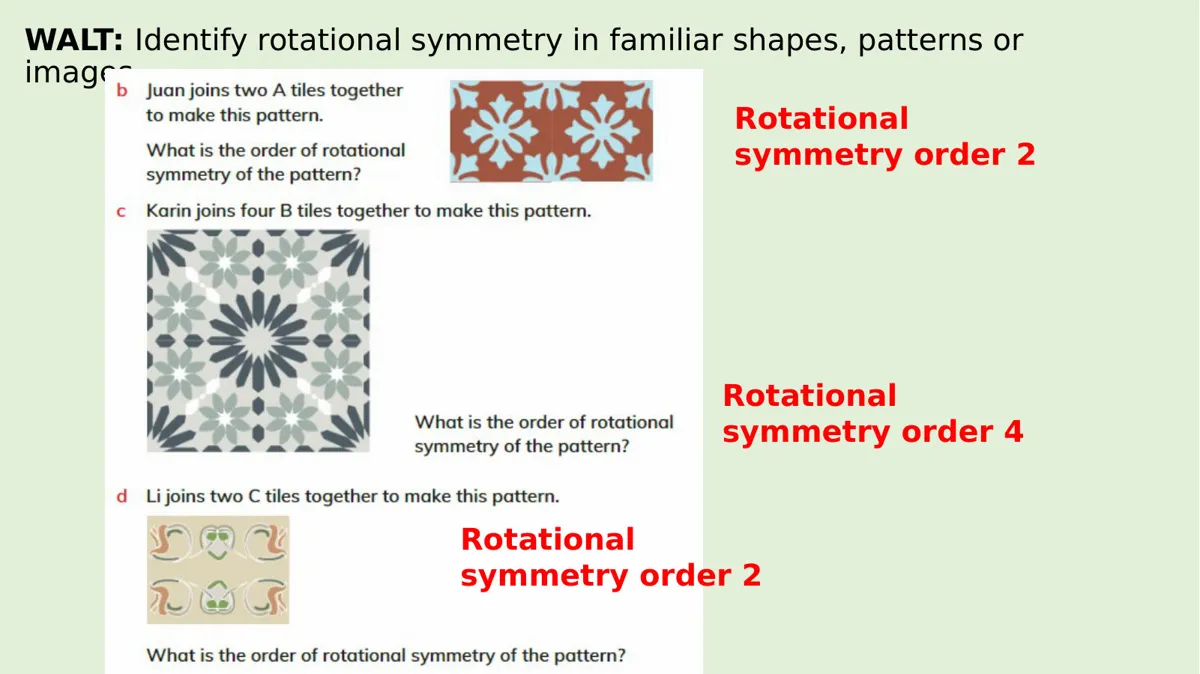 WALT: Identify rotational symmetry in familiar shapes, patterns or
images
b Juan joins two A tiles together
to make this pattern.
What is the order of rotational
symmetry of the pattern?
Rotational
symmetry order 2
c Karin joins four B tiles together to make this pattern.
What is the order of rotational
symmetry of the pattern?
Rotational
symmetry order 4
d Li joins two C tiles together to make this pattern.
Rotational
symmetry order 2
What is the order of rotational symmetry of the pattern?